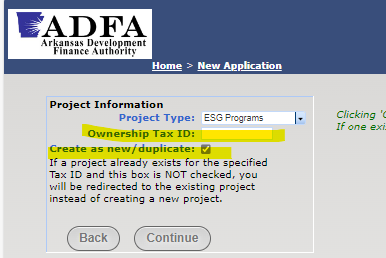 ADFA
Arkansas Development
Finance Authority
Home > New Application
Project Information
Project Type: ESG Programs
Ownership Tax ID:
Create as new/duplicate:
If a project already exists for the specified
Tax ID and this box is NOT checked, you
will be redirected to the existing project
instead of creating a new project.
Back Continue
Clicking
If one